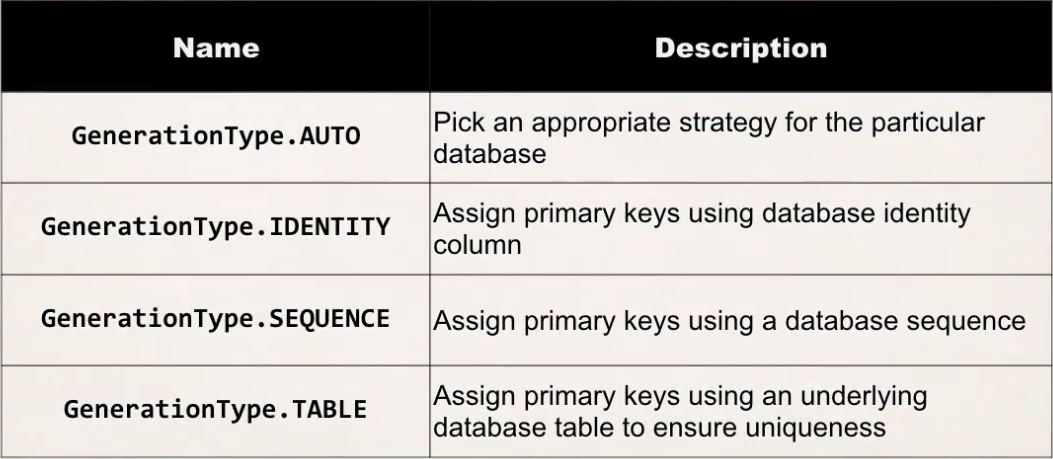 Name
Description
GenerationType.AUTO
Pick an appropriate strategy for the particular
database
GenerationType.IDENTITY
Assign primary keys using database identity
column
GenerationType.SEQUENCE
Assign primary keys using a database sequence
GenerationType.TABLE
Assign primary keys using an underlying
database table to ensure uniqueness